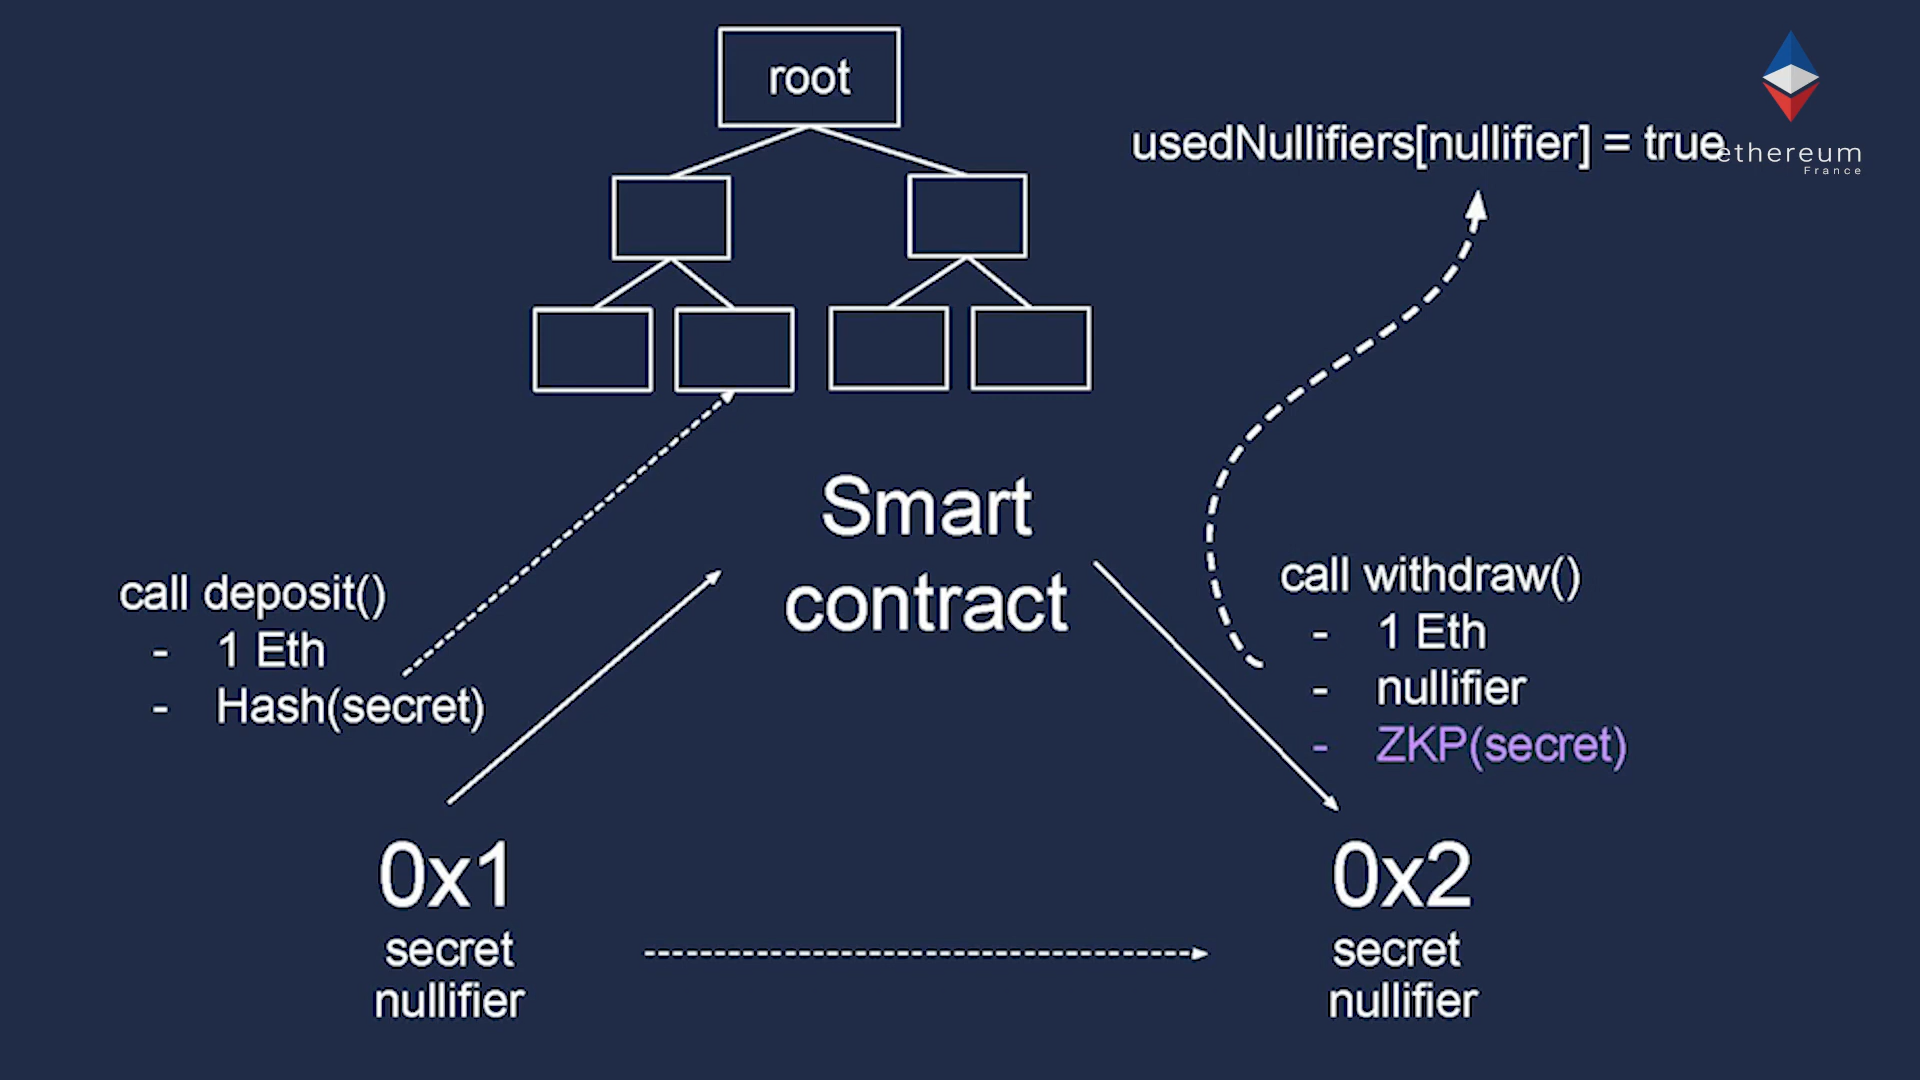 root
usedNullifiers[nullifier] = true
ethereum
France
Smart
contract
call deposit()
- 1 Eth
- Hash(secret)
call withdraw()
- 1 Eth
- nullifier
- ZKP(secret)
0x1
secret
nullifier
0x2
secret
nullifier